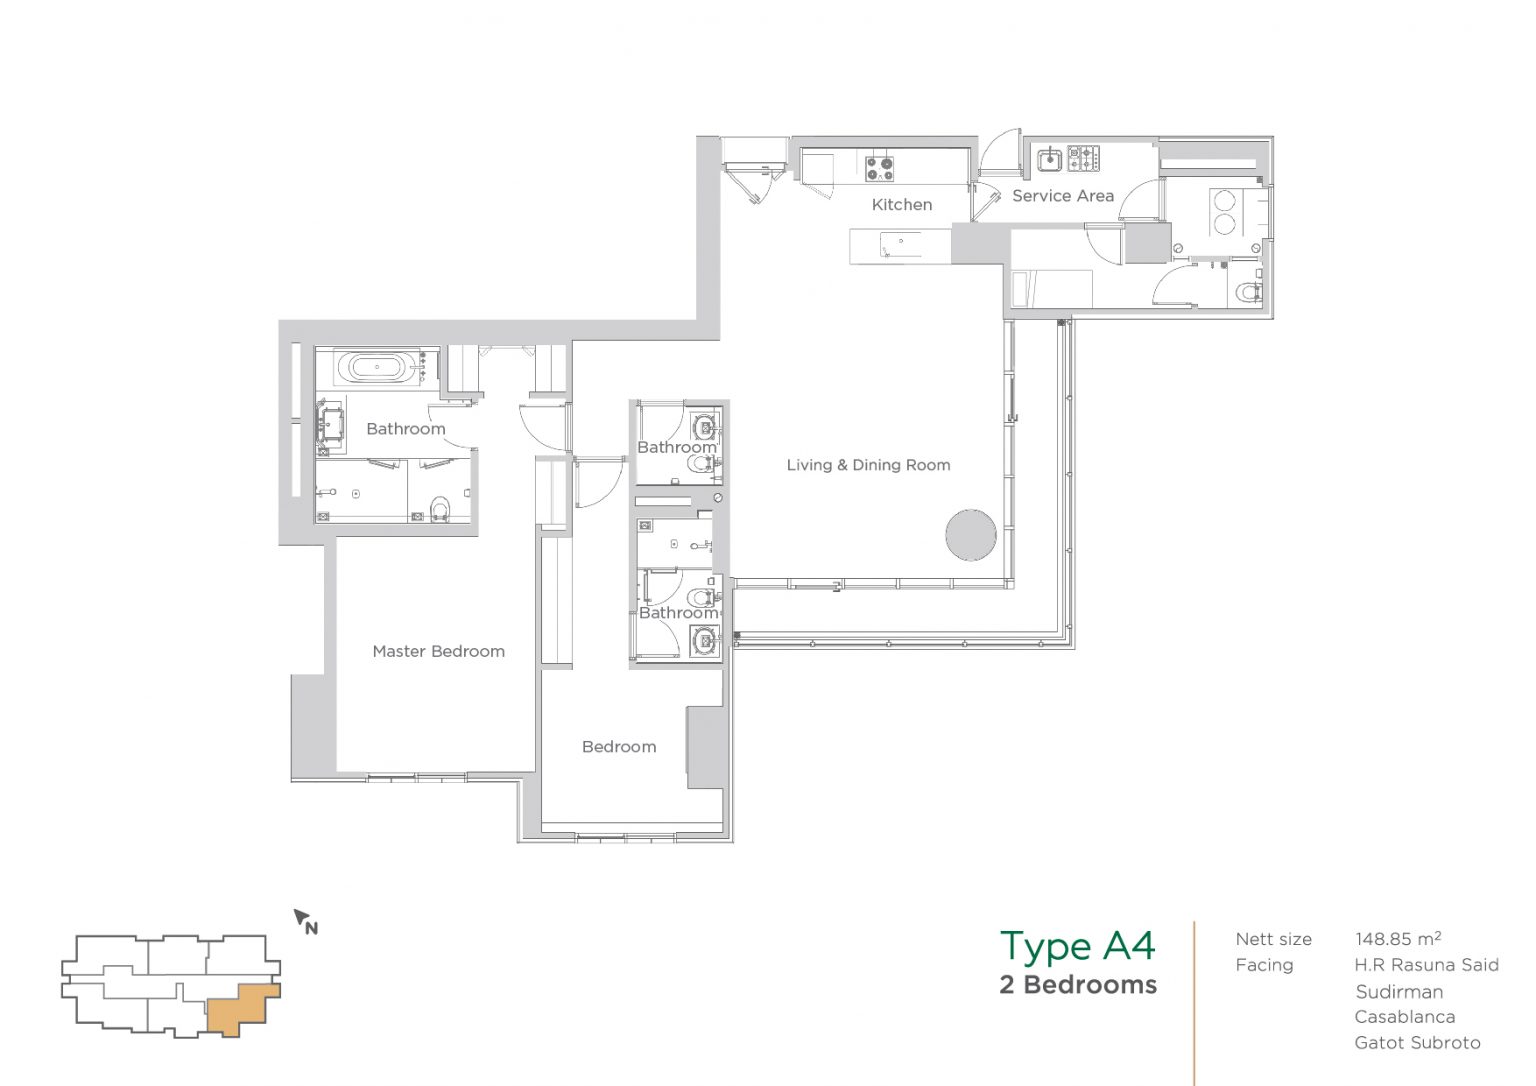 Kitchen
Service Area
Bathroom
Bathroom
Living & Dining Room
Bathroom
Master Bedroom
Bedroom
N
Type A4
2 Bedrooms
Nett size 148.85 m²
Facing H.R Rasuna Said
Sudirman
Casablanca
Gatot Subroto